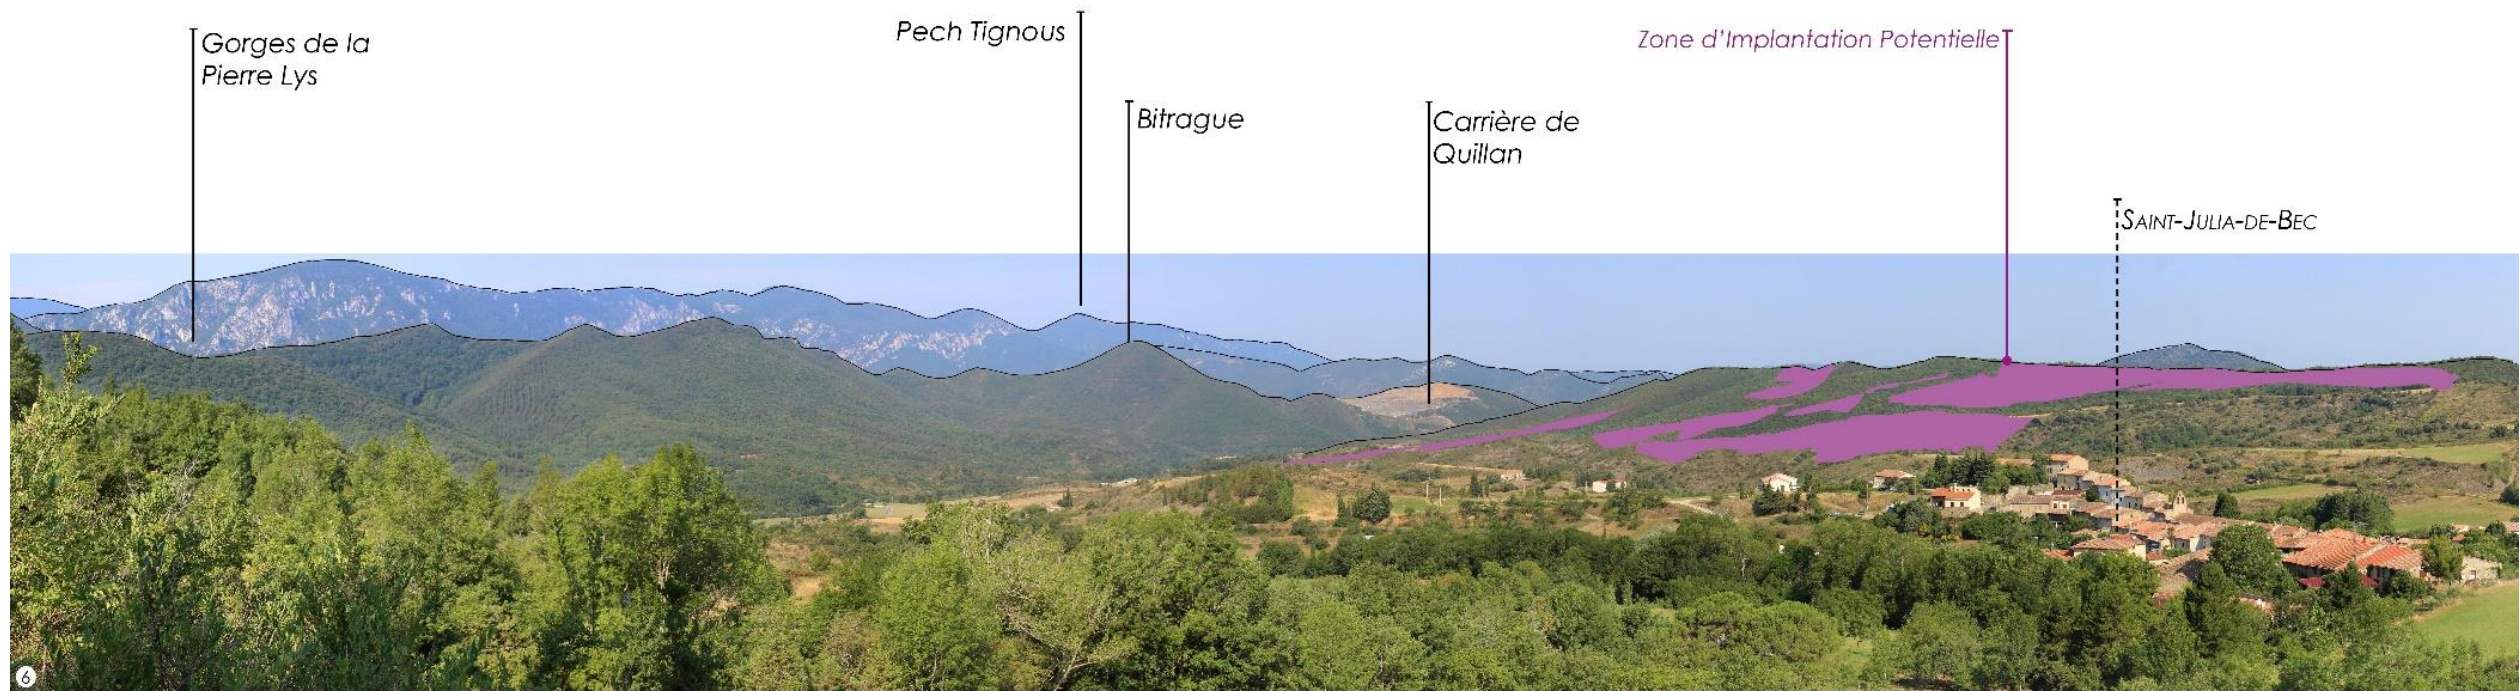 Gorges de la
Pierre Lys
Pech Tignous
Bitrague
Carrière de
Quillan
Zone d'Implantation Potentielle
SAINT-JULIA-DE-BEC
6